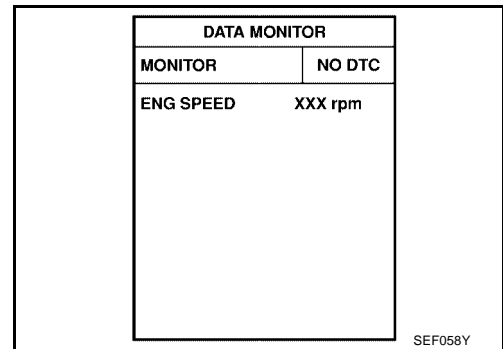 DATA MONITOR
MONITOR NO DTC
ENG SPEED XXX rpm
SEF058Y